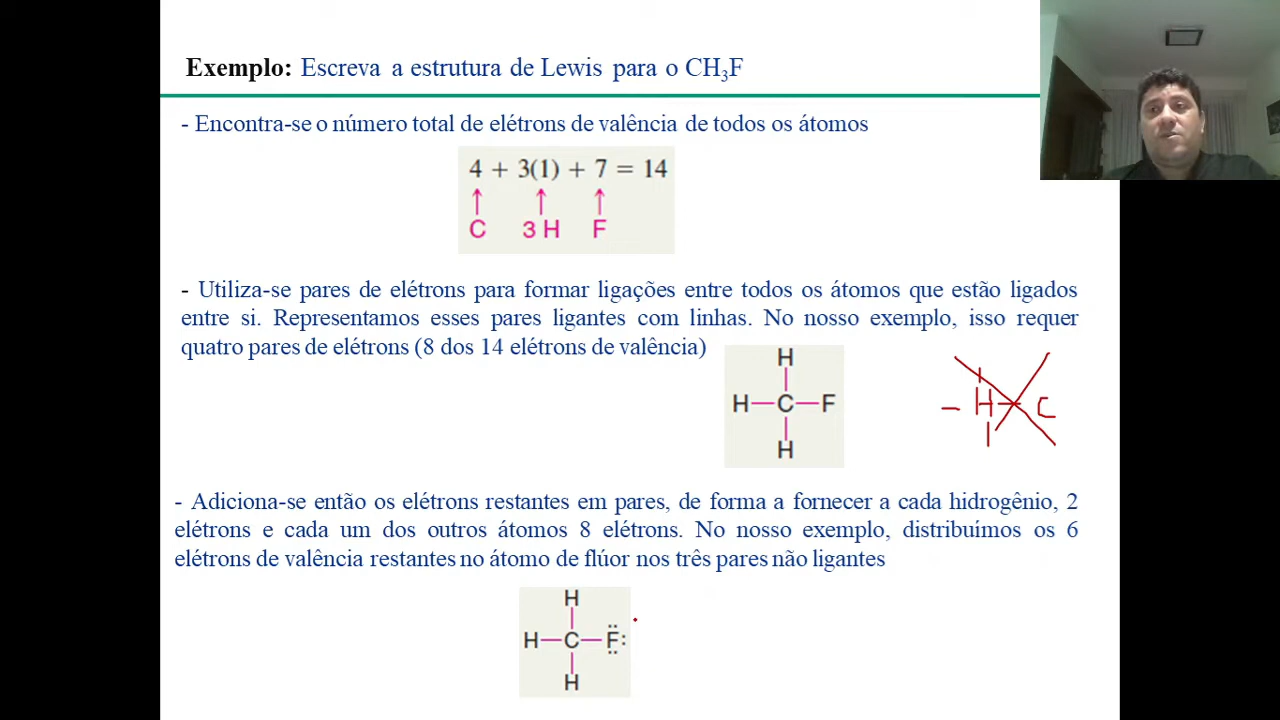 Exemplo: Escreva a estrutura de Lewis para o CH₃F
- Encontra-se o número total de elétrons de valência de todos os átomos
4 + 3(1) + 7 = 14
↑ ↑ ↑
C 3 H F
- Utiliza-se pares de elétrons para formar ligações entre todos os átomos que estão ligados
entre si. Representamos esses pares ligantes com linhas. No nosso exemplo, isso requer
quatro pares de elétrons (8 dos 14 elétrons de valência)
H
H—C—F
H
– H – C
- Adiciona-se então os elétrons restantes em pares, de forma a fornecer a cada hidrogênio, 2
elétrons e cada um dos outros átomos 8 elétrons. No nosso exemplo, distribuímos os 6
elétrons de valência restantes no átomo de flúor nos três pares não ligantes
H
H—C—F:
H